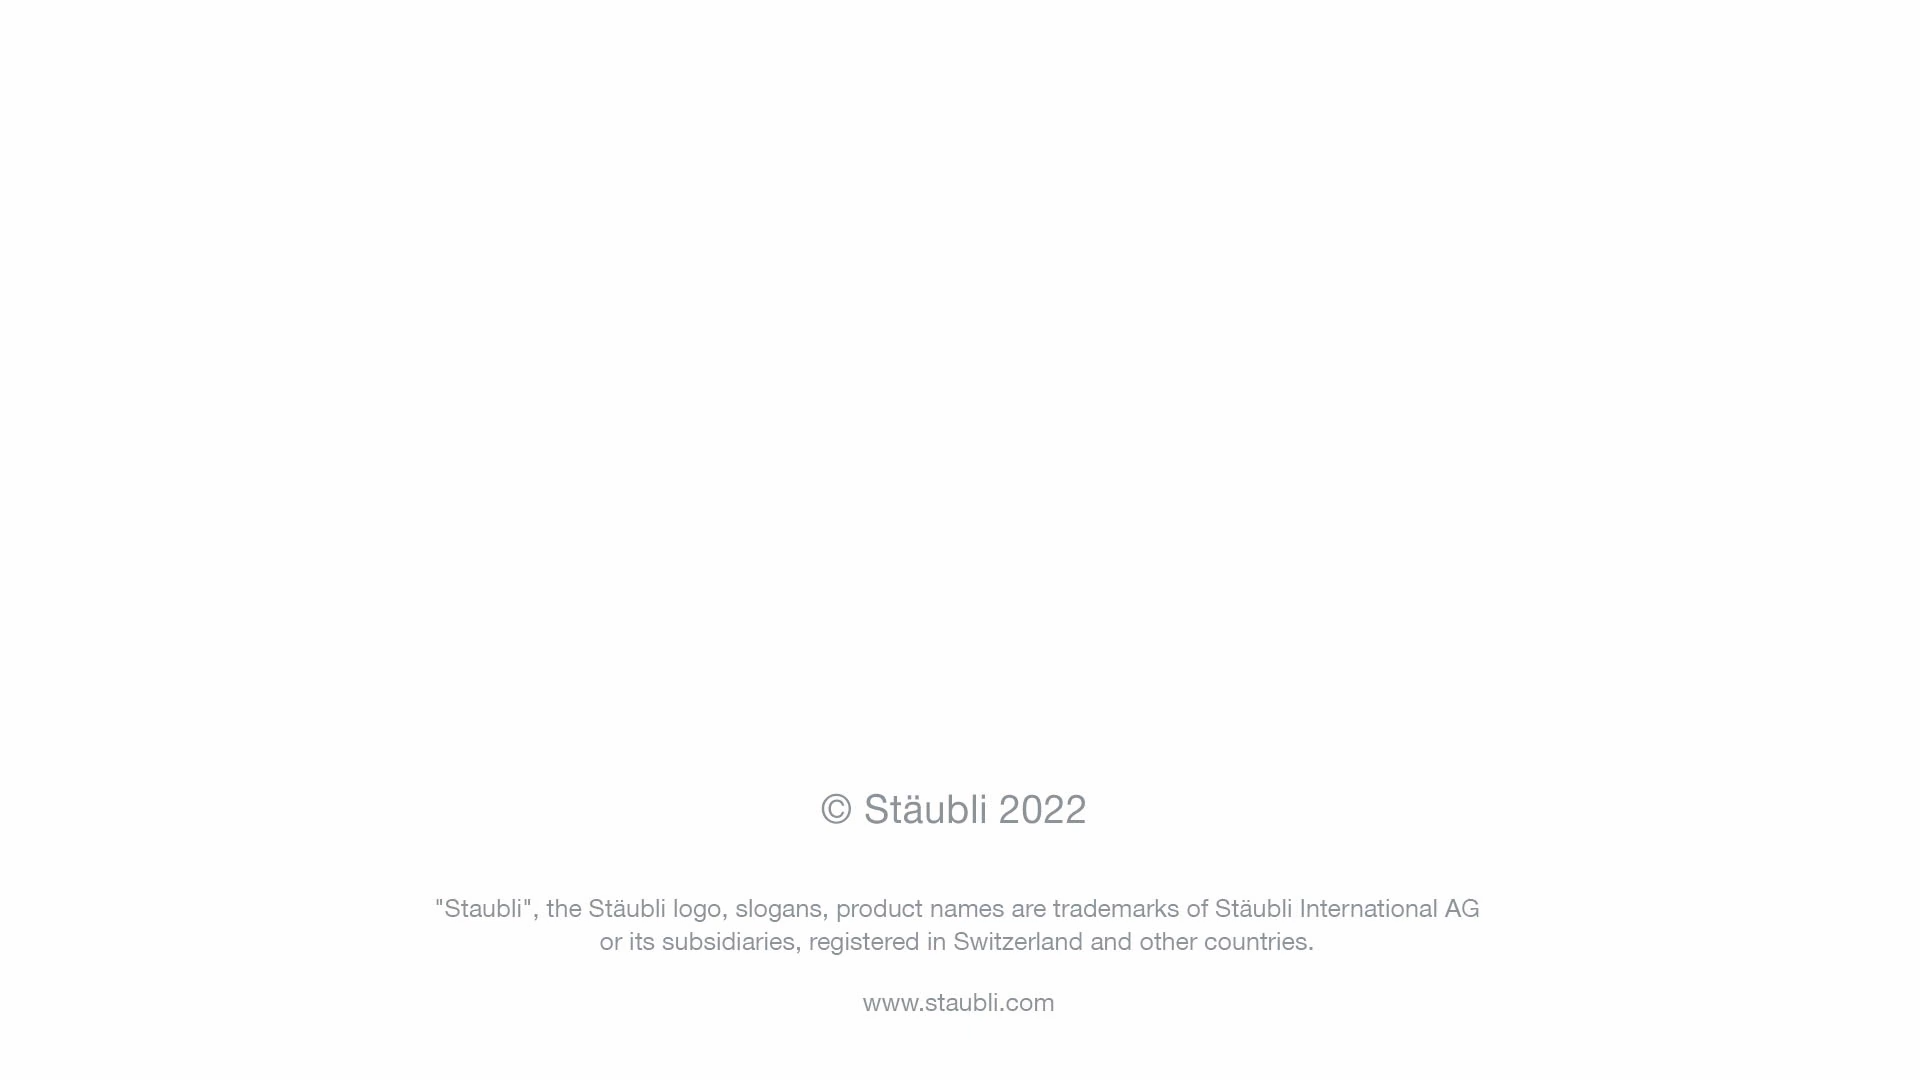 © Stäubli 2022
"Staubli", the Stäubli logo, slogans, product names are trademarks of Stäubli International AG
or its subsidiaries, registered in Switzerland and other countries.
www.staubli.com